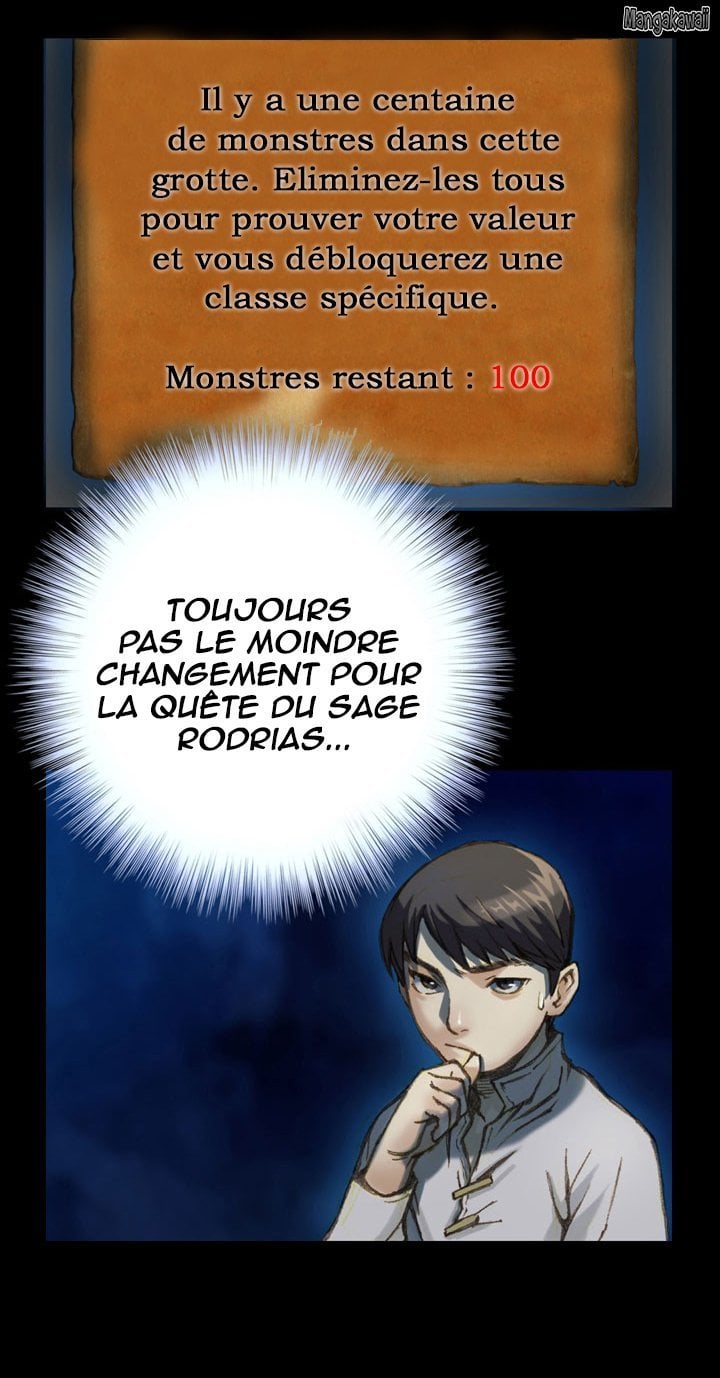 Mangakawaii
Il y a une centaine
de monstres dans cette
grotte. Eliminez-les tous
pour prouver votre valeur
et vous débloquerez une
classe spécifique.
Monstres restant : 100
TOUJOURS
PAS LE MOINDRE
CHANGEMENT POUR
LA QUÊTE DU SAGE
RODRIAS...